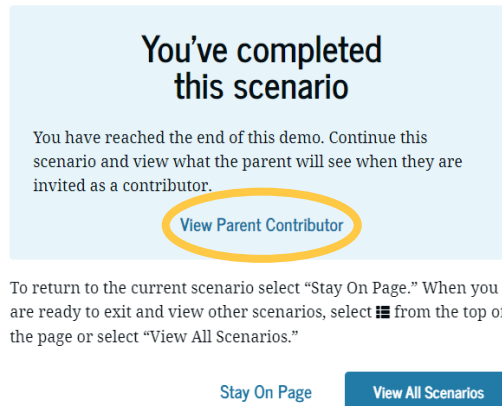 You've completed
this scenario
You have reached the end of this demo. Continue this
scenario and view what the parent will see when they are
invited as a contributor.
View Parent Contributor
To return to the current scenario select “Stay On Page.” When you
are ready to exit and view other scenarios, select from the top of
the page or select “View All Scenarios.”
Stay On Page
View All Scenarios